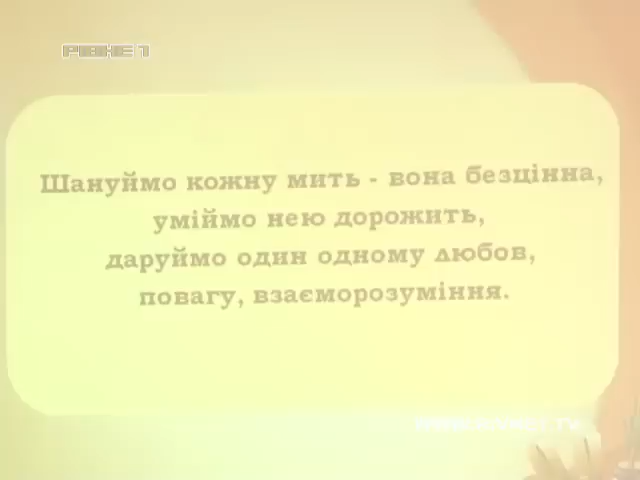 РІВНЕ 1
Шануймо кожну мить - вона безцінна,
уміймо нею дорожить,
даруймо один одному любов,
повагу, взаєморозуміння.